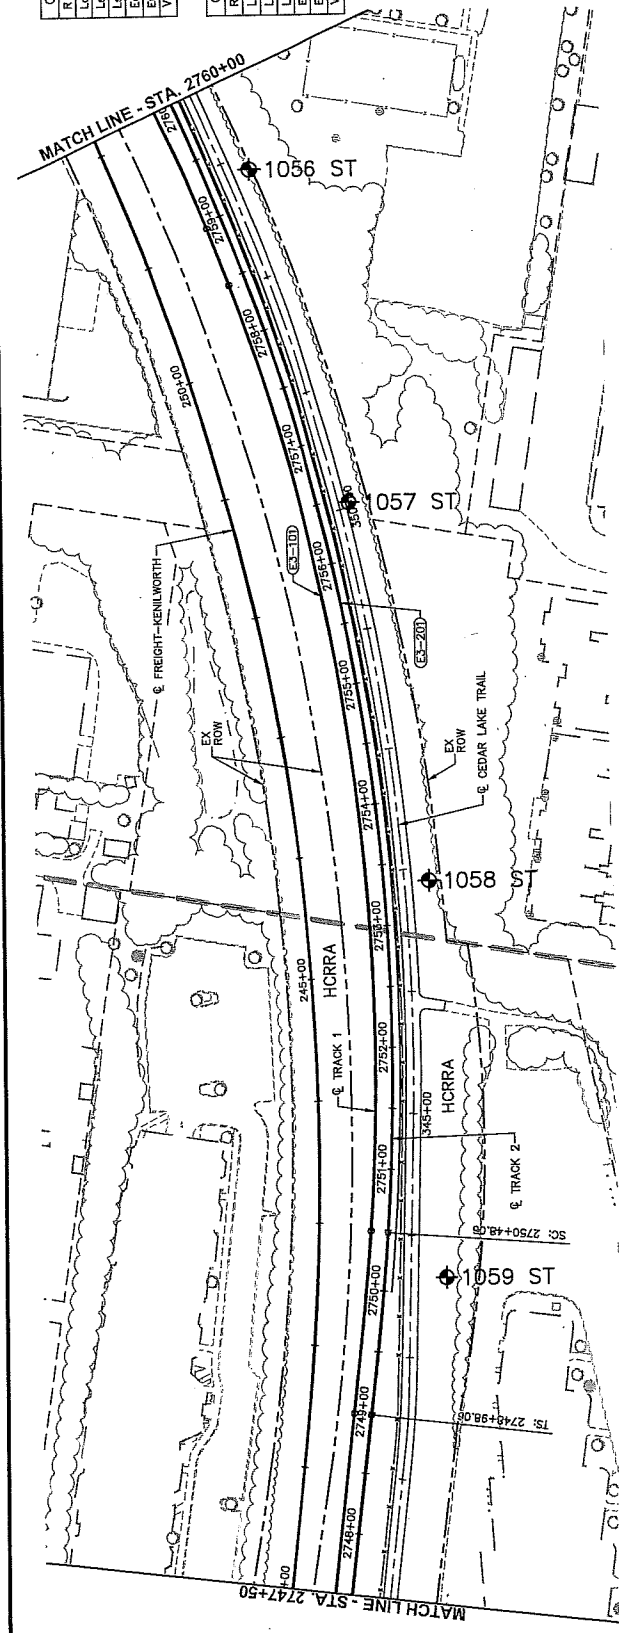 MATCH LINE - STA. 2760+00
1056 ST
2759+00
2758+00
250+00
2757+00
1057 ST
E3-101
2756+00
℄ FREIGHT-KENILWORTH
E3-201
2755+00
EX
ROW
EX
ROW
℄ CEDAR LAKE TRAIL
2754+00
1058 ST
2753+00
245+00
HCRRA
2752+00
℄ TRACK 1
345+00
HCRRA
2751+00
℄ TRACK 2
SC: 2750+48.06
2750+00
1059 ST
2749+00
TS: 2748+98.06
2748+00
MATCH LINE - STA. 2747+50